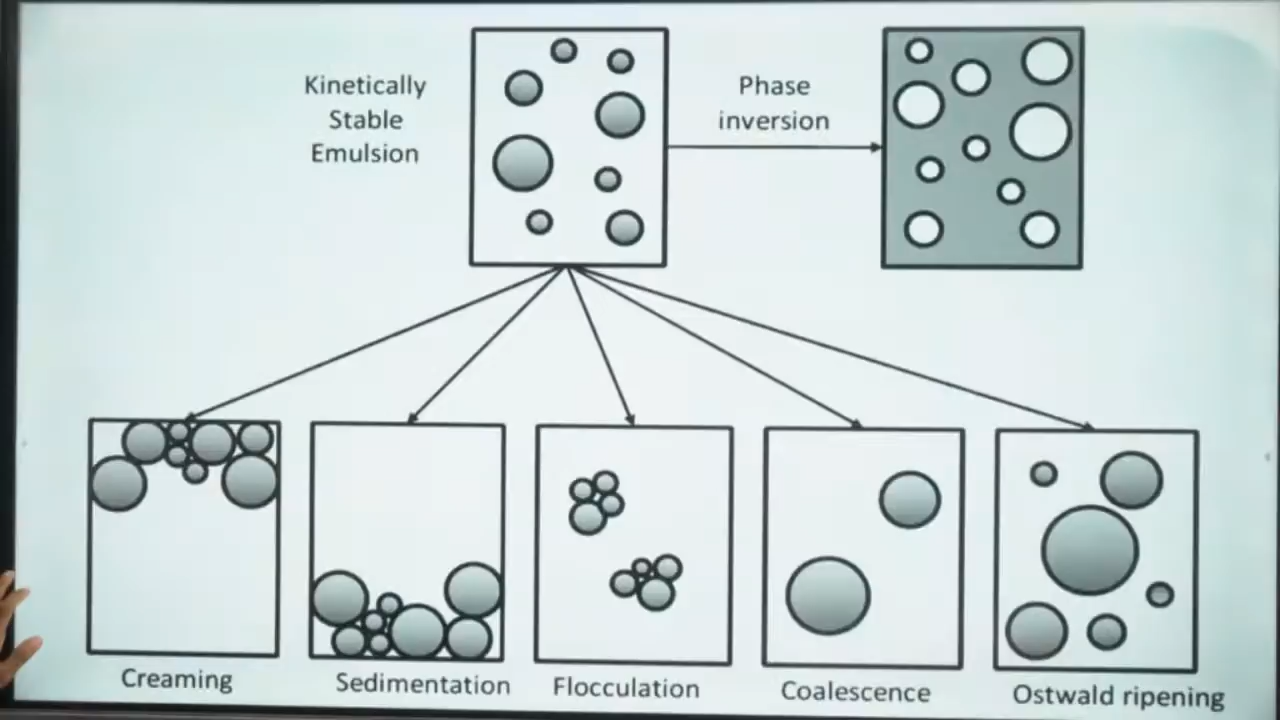 Kinetically
Stable
Emulsion
Phase
inversion
Creaming
Sedimentation
Flocculation
Coalescence
Ostwald ripening